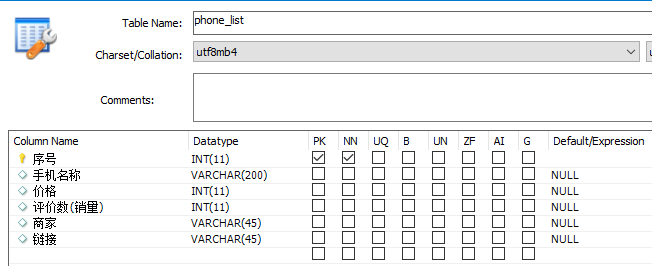 Table Name: phone_list
Charset/Collation: utf8mb4
Comments:
Column Name Datatype PK NN UQ B UN ZF AI G Default/Expression
序号 INT(11)
手机名称 VARCHAR(200) NULL
价格 INT(11) NULL
评价数(销量) INT(11) NULL
商家 VARCHAR(45) NULL
链接 VARCHAR(45) NULL